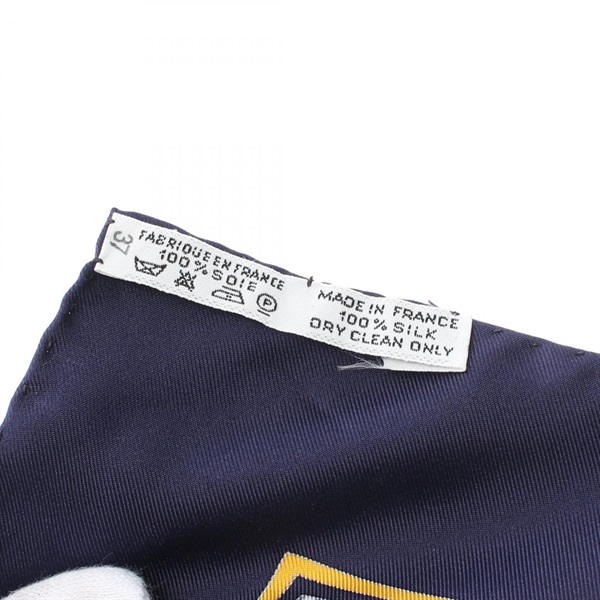 37
FABRIQUE EN FRANCE
100% SOIE
P
MADE IN FRANCE
100% SILK
DRY CLEAN ONLY